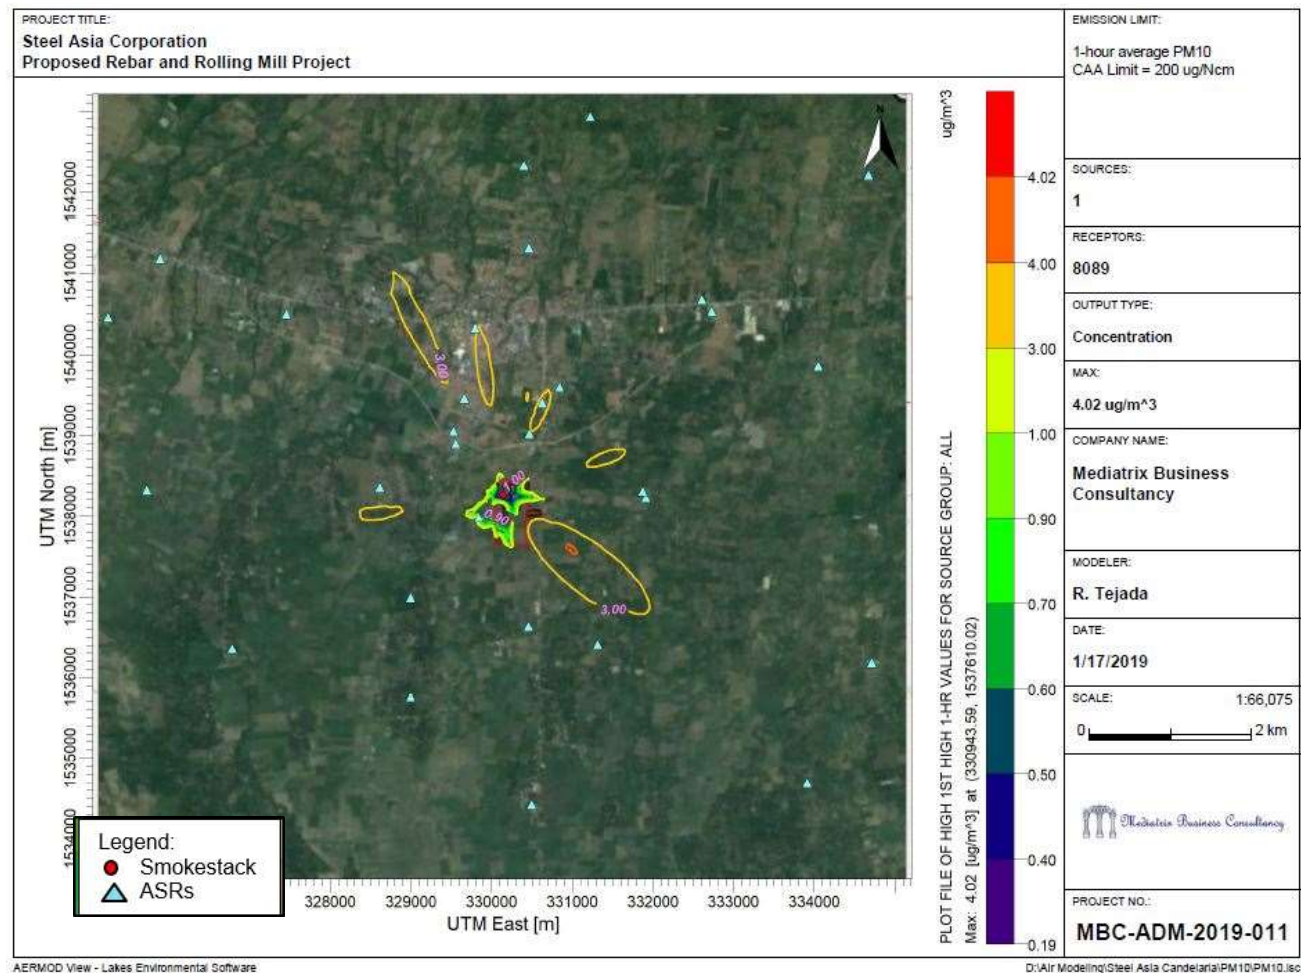 PROJECT TITLE:
Steel Asia Corporation
Proposed Rebar and Rolling Mill Project
N
1542000
1541000
1540000
1539000
1538000
1537000
1536000
1535000
1534000
UTM North [m]
3.00
1.00
0.90
3.00
Legend:
Smokestack
ASRs
328000 329000 330000 331000 332000 333000 334000
UTM East [m]
ug/m^3
PLOT FILE OF HIGH 1ST HIGH 1-HR VALUES FOR SOURCE GROUP: ALL
Max: 4.02 [ug/m^3] at (330943.59, 1537610.02)
4.02
4.00
3.00
1.00
0.90
0.70
0.60
0.50
0.40
0.19
EMISSION LIMIT:
1-hour average PM10
CAA Limit = 200 ug/Ncm
SOURCES:
1
RECEPTORS:
8089
OUTPUT TYPE:
Concentration
MAX:
4.02 ug/m^3
COMPANY NAME:
Mediatrix Business
Consultancy
MODELER:
R. Tejada
DATE:
1/17/2019
SCALE: 1:66,075
0 2 km
Mediatrix Business Consultancy
PROJECT NO.:
MBC-ADM-2019-011
AERMOD View - Lakes Environmental Software
D:\Air Modeling\Steel Asia Candelaria\PM10\PM10.isc